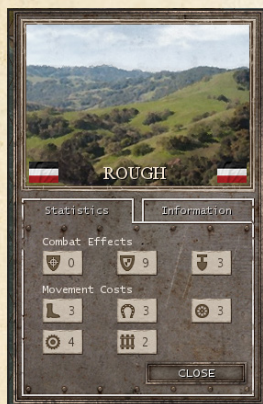 ROUGH
Statistics Information
Combat Effects
0 9 3
Movement Costs
3 3 3
4 2
CLOSE